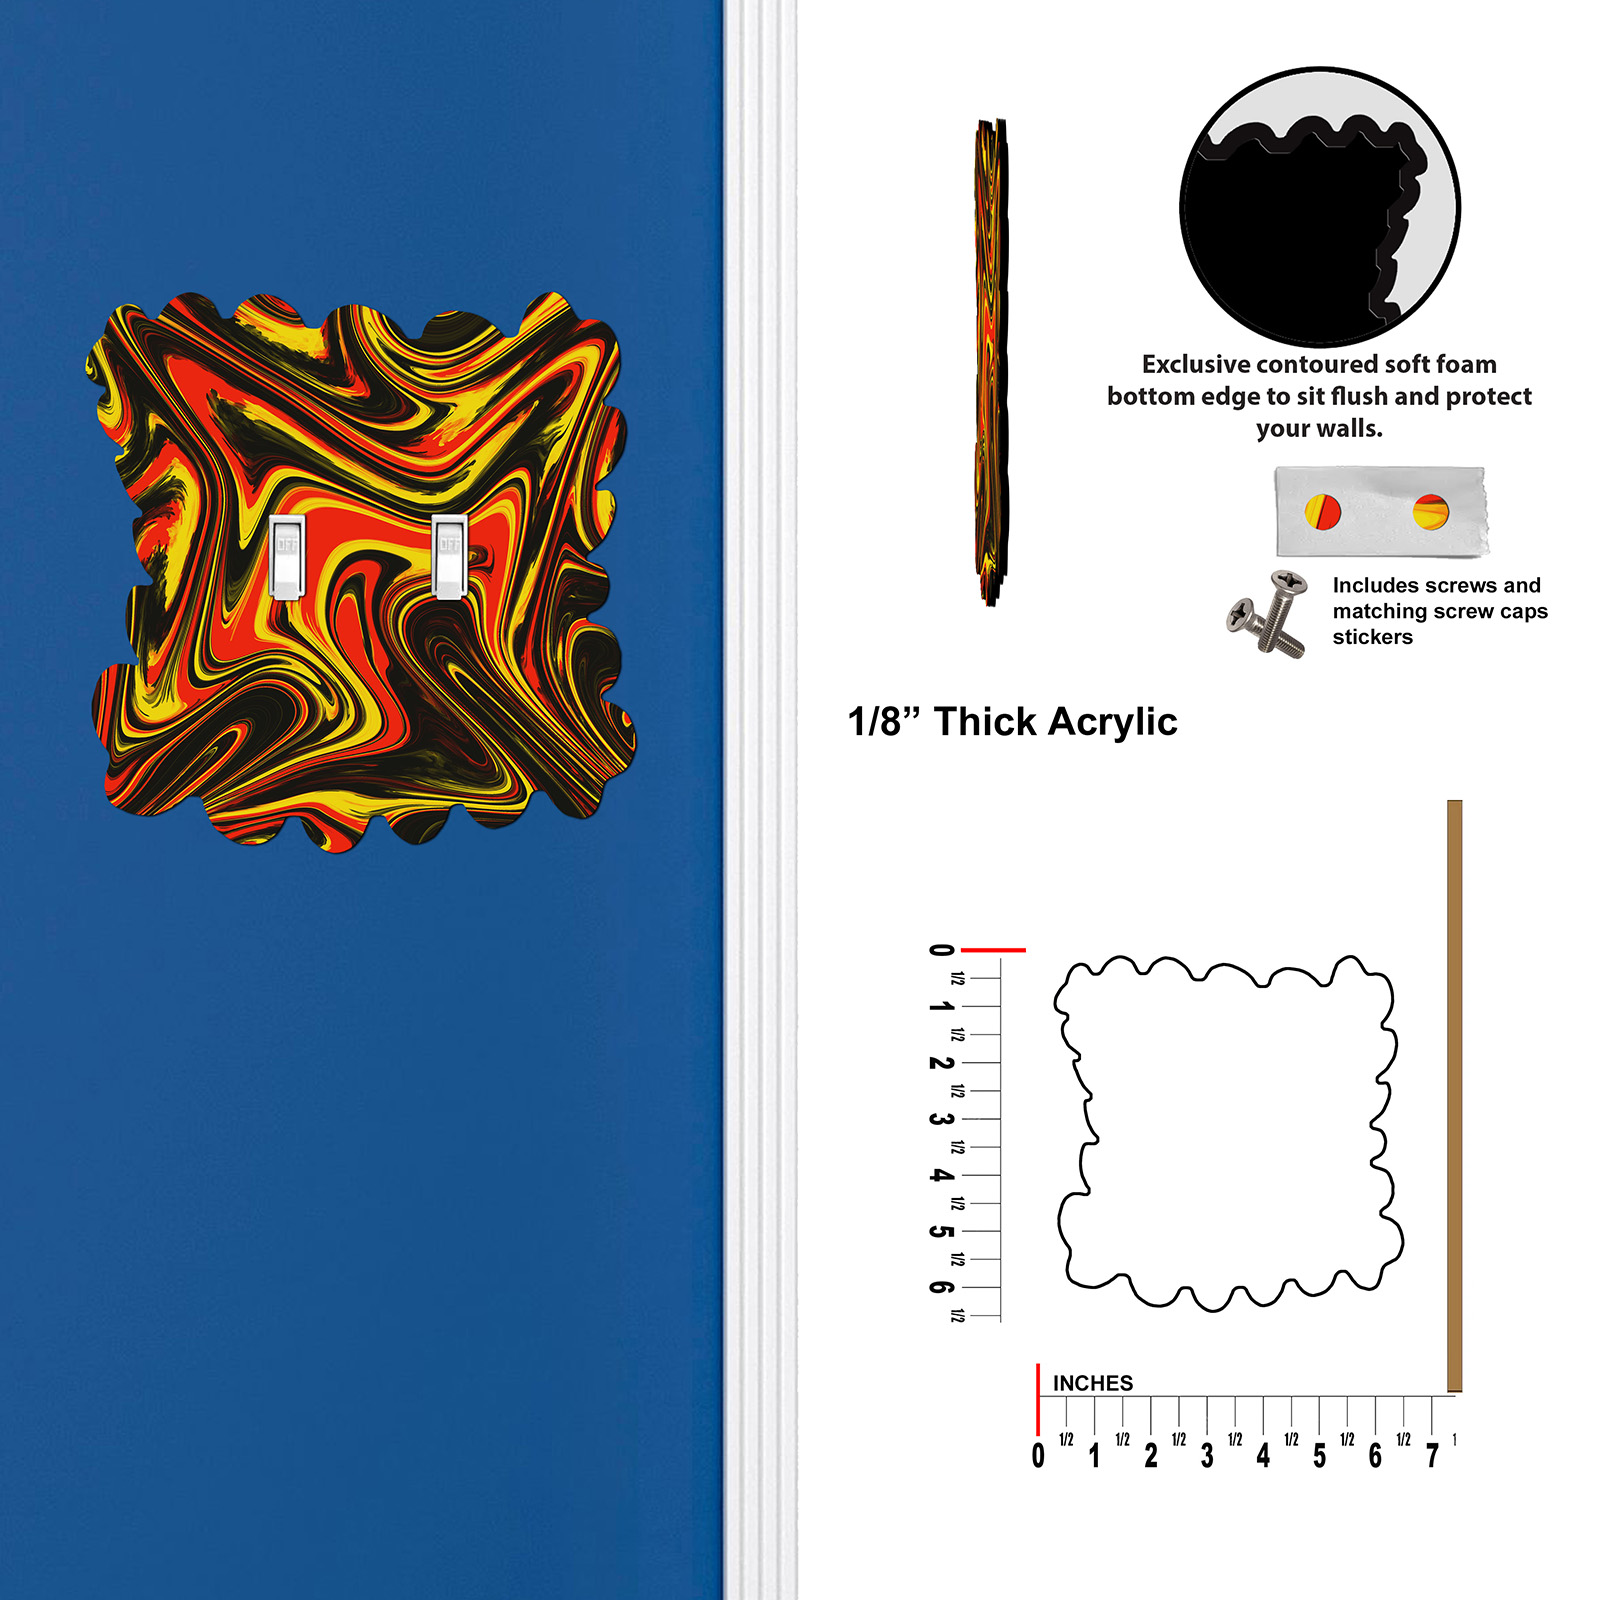 OFF
OFF
Exclusive contoured soft foam
bottom edge to sit flush and protect
your walls.
Includes screws and
matching screw caps
stickers
1/8” Thick Acrylic
0
1/2
1
1/2
2
1/2
3
1/2
4
1/2
5
1/2
6
1/2
INCHES
0 1/2 1 1/2 2 1/2 3 1/2 4 1/2 5 1/2 6 1/2 7 1